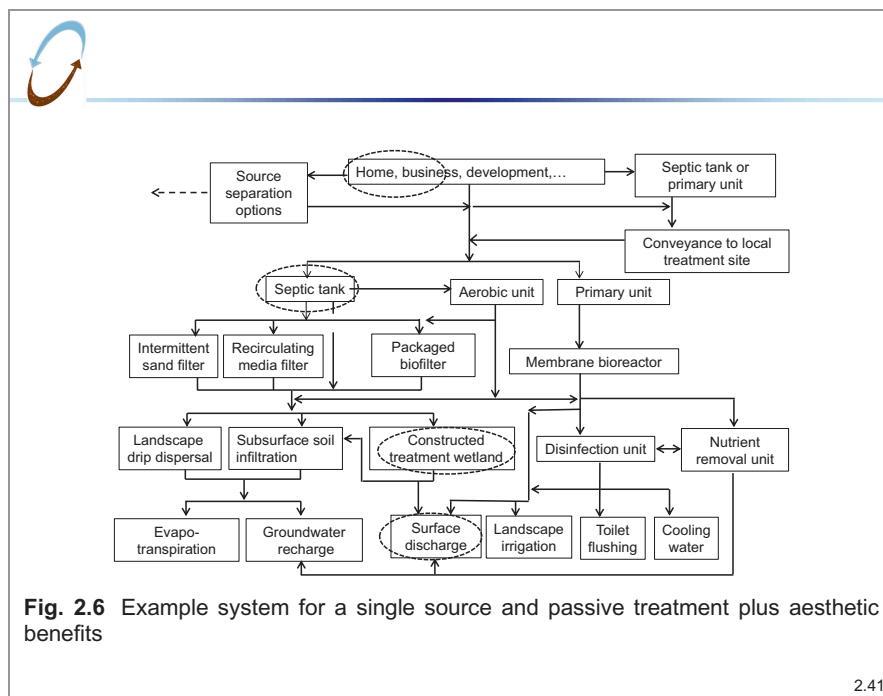 Home, business, development,...
Source
separation
options
Septic tank or
primary unit
Conveyance to local
treatment site
Septic tank
Aerobic unit
Primary unit
Intermittent
sand filter
Recirculating
media filter
Packaged
biofilter
Membrane bioreactor
Landscape
drip dispersal
Subsurface soil
infiltration
Constructed
treatment wetland
Disinfection unit
Nutrient
removal unit
Evapo-
transpiration
Groundwater
recharge
Surface
discharge
Landscape
irrigation
Toilet
flushing
Cooling
water
Fig. 2.6 Example system for a single source and passive treatment plus aesthetic
benefits
2.41